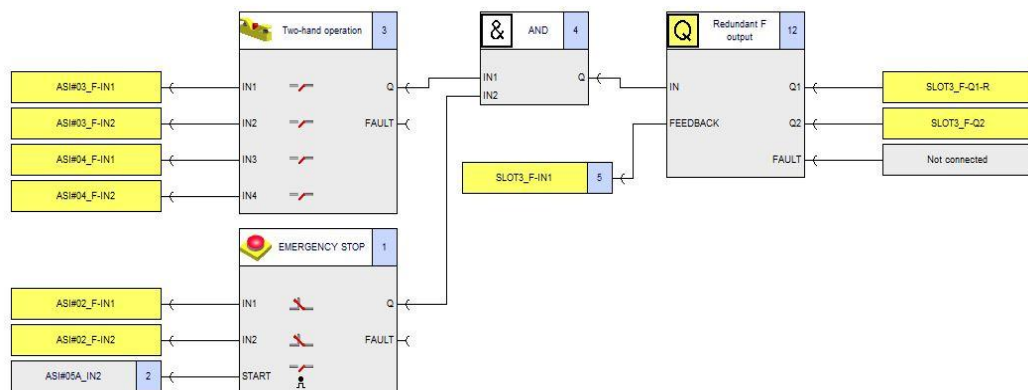 Two-hand operation 3
ASI#03_F-IN1 IN1 Q
ASI#03_F-IN2 IN2 FAULT
ASI#04_F-IN1 IN3
ASI#04_F-IN2 IN4
& AND 4
IN1 Q
IN2
Q Redundant F output 12
IN Q1 SLOT3_F-Q1-R
FEEDBACK Q2 SLOT3_F-Q2
FAULT Not connected
SLOT3_F-IN1 5
EMERGENCY STOP 1
ASI#02_F-IN1 IN1 Q
ASI#02_F-IN2 IN2 FAULT
ASI#05A_IN2 2 START